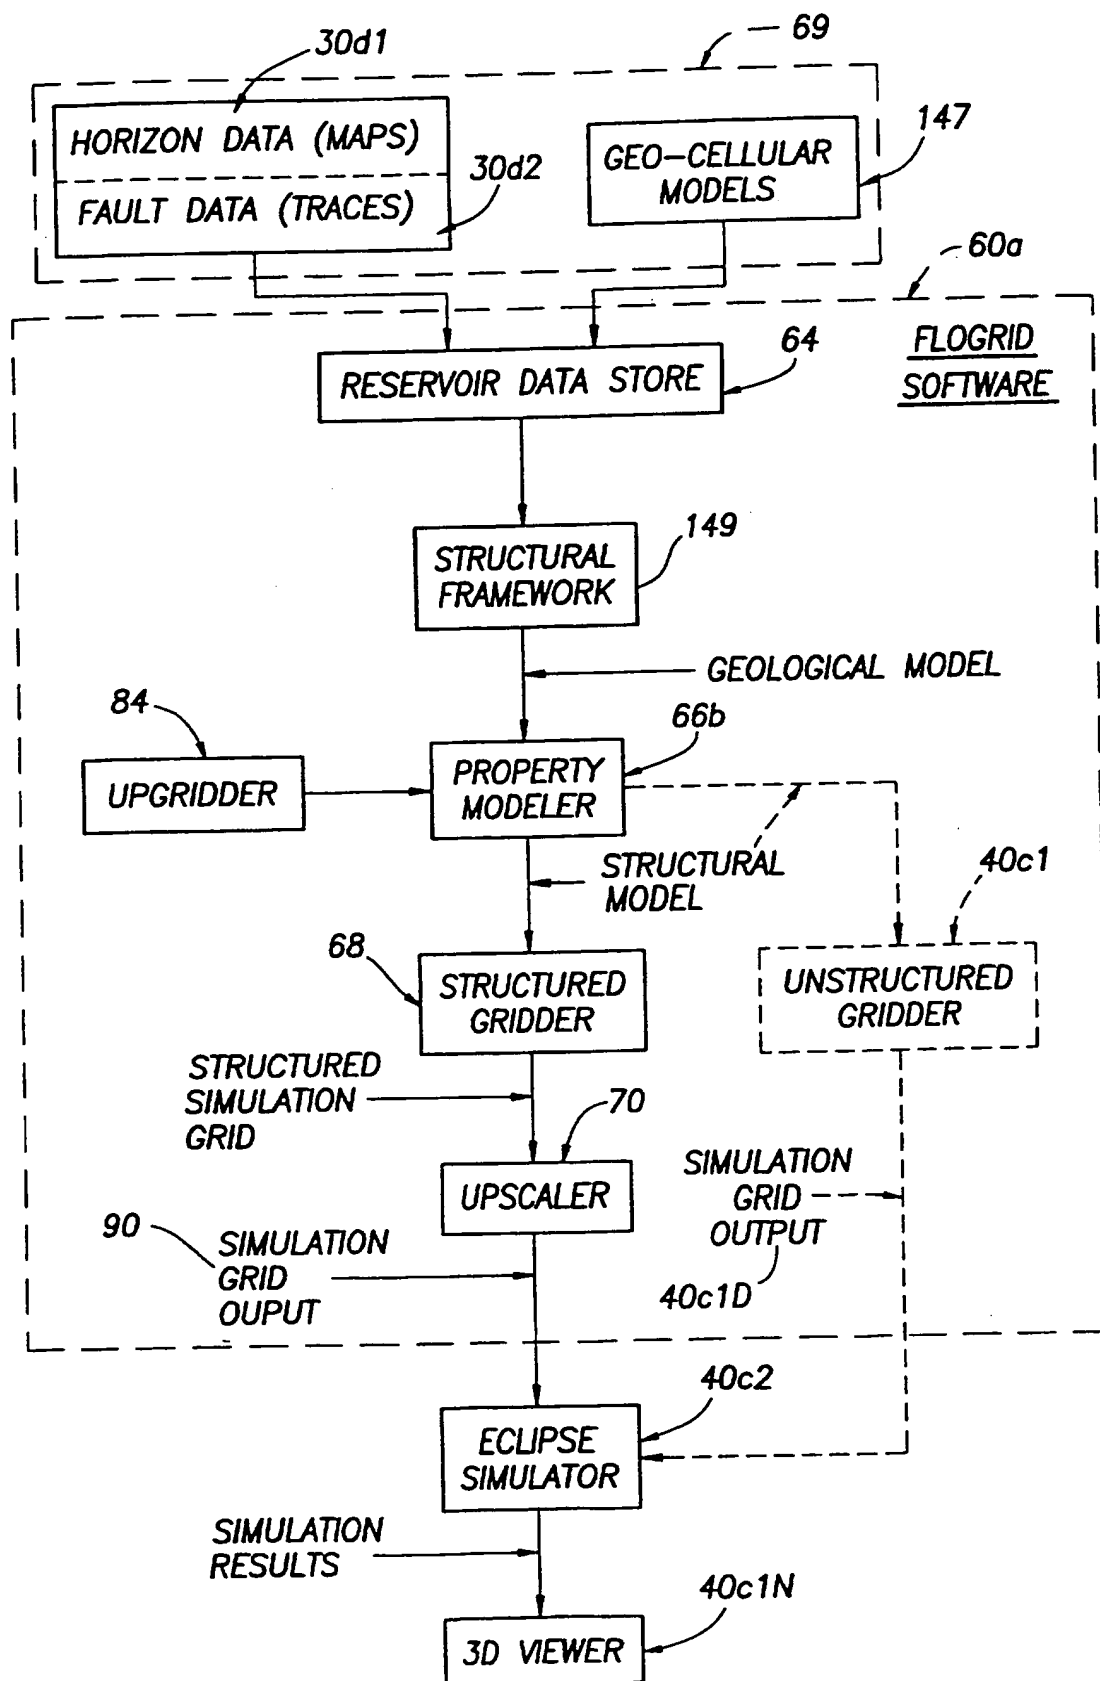 30d1
69
HORIZON DATA (MAPS)
30d2
FAULT DATA (TRACES)
GEO-CELLULAR
MODELS
147
60a
FLOGRID
SOFTWARE
64
RESERVOIR DATA STORE
149
STRUCTURAL
FRAMEWORK
GEOLOGICAL MODEL
84
66b
UPGRIDDER
PROPERTY
MODELER
STRUCTURAL
MODEL
40c1
68
STRUCTURED
GRIDDER
UNSTRUCTURED
GRIDDER
STRUCTURED
SIMULATION
GRID
70
UPSCALER
SIMULATION
GRID
OUTPUT
40c1D
90
SIMULATION
GRID
OUPUT
40c2
ECLIPSE
SIMULATOR
SIMULATION
RESULTS
40c1N
3D VIEWER